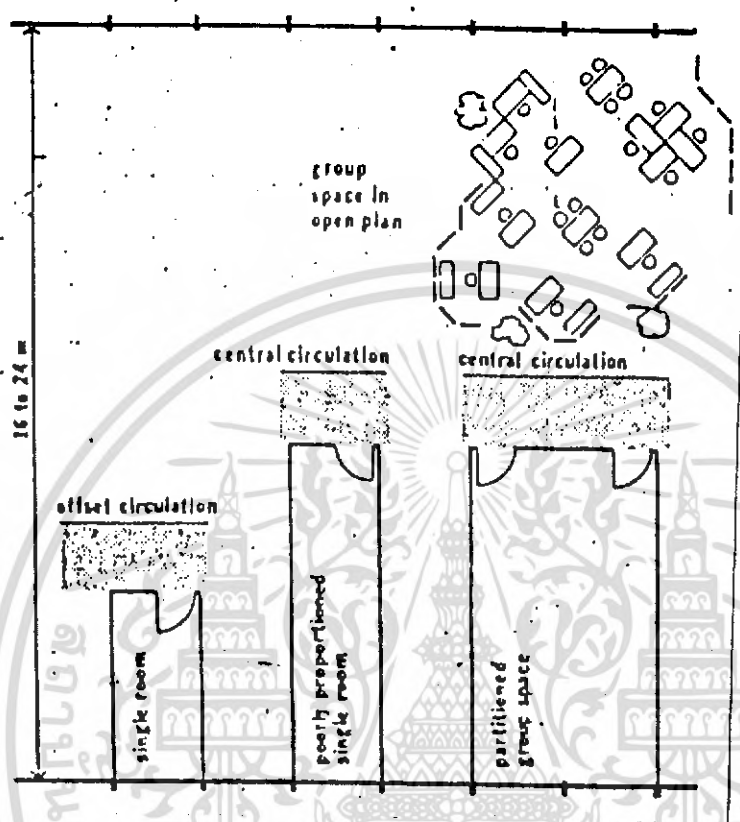 group
space in
open plan
16 to 24 m
central circulation
central circulation
offset circulation
single room
poorly proportioned
single room
partitioned
group space